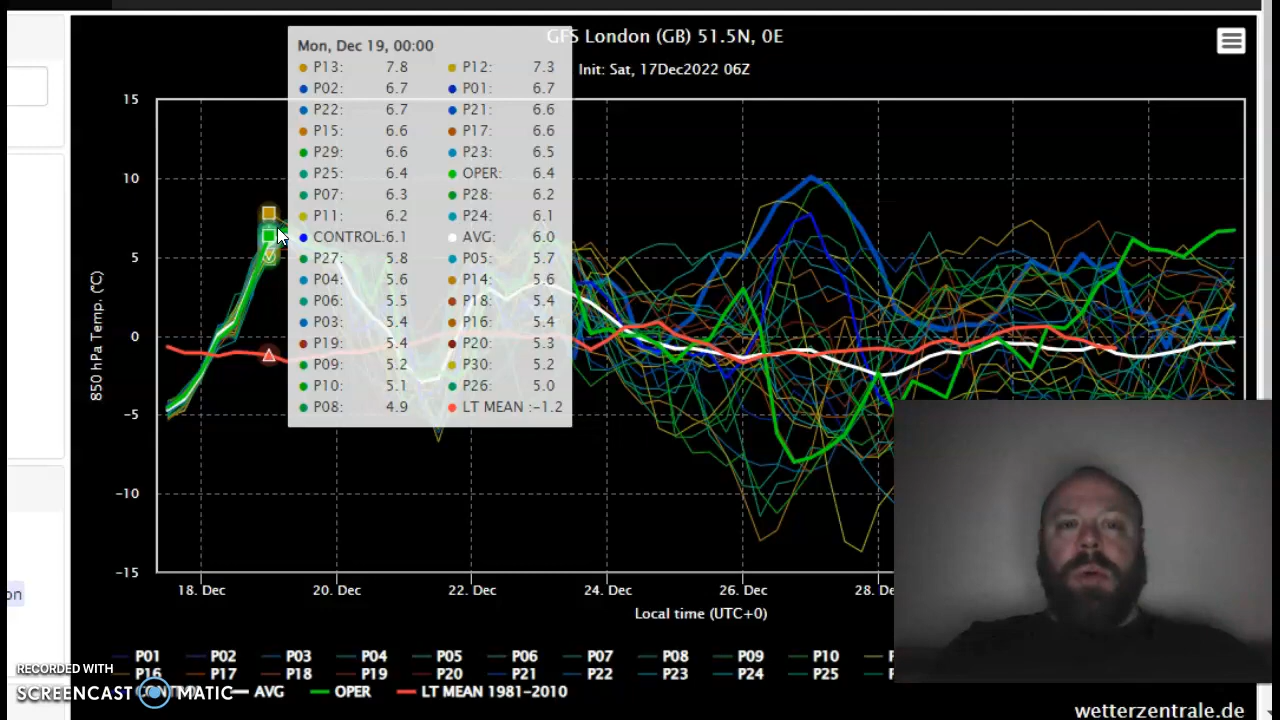 GFS London (GB) 51.5N, 0E
Init: Sat, 17Dec2022 06Z
Mon, Dec 19, 00:00
P13: 7.8 P12: 7.3
P02: 6.7 P01: 6.7
P22: 6.7 P21: 6.6
P15: 6.6 P17: 6.6
P29: 6.6 P23: 6.5
P25: 6.4 OPER: 6.4
P07: 6.3 P28: 6.2
P11: 6.2 P24: 6.1
CONTROL: 6.1 AVG: 6.0
P27: 5.8 P05: 5.7
P04: 5.6 P14: 5.6
P06: 5.5 P18: 5.4
P03: 5.4 P16: 5.4
P19: 5.4 P20: 5.3
P09: 5.2 P30: 5.2
P10: 5.1 P26: 5.0
P08: 4.9 LT MEAN :-1.2
15
10
5
0
-5
-10
-15
850 hPa Temp. (°C)
18. Dec 20. Dec 22. Dec 24. Dec 26. Dec 28. De
Local time (UTC+0)
on
P01 P02 P03 P04 P05 P06 P07 P08 P09 P10
P16 P17 P18 P19 P20 P21 P22 P23 P24 P25
CONTROL AVG OPER LT MEAN 1981-2010
RECORDED WITH
SCREENCAST MATIC
wetterzentrale.de